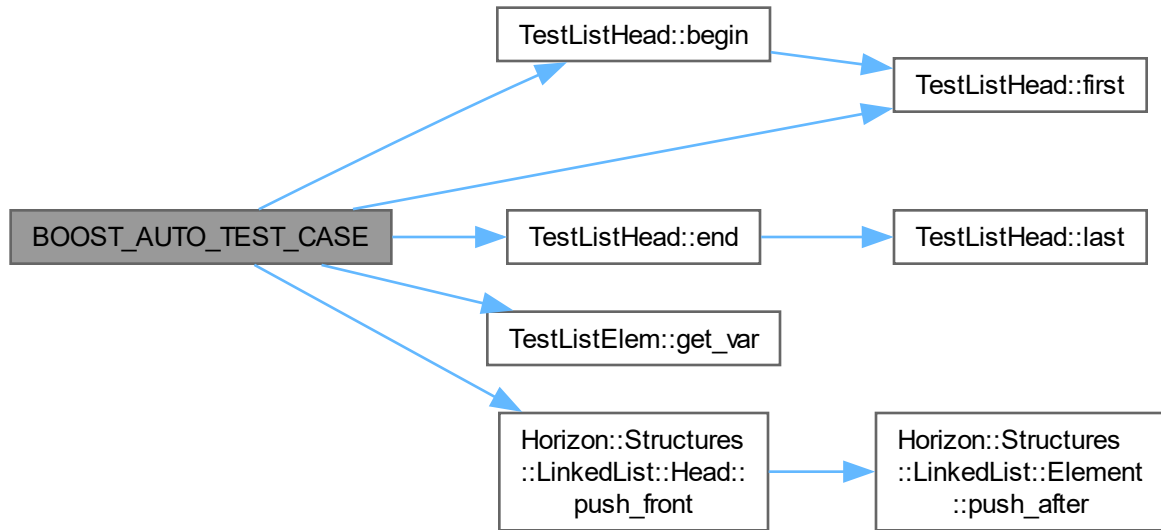 TestListHead::begin
TestListHead::first
BOOST_AUTO_TEST_CASE
TestListHead::end
TestListHead::last
TestListElem::get_var
Horizon::Structures
::LinkedList::Head::
push_front
Horizon::Structures
::LinkedList::Element
::push_after